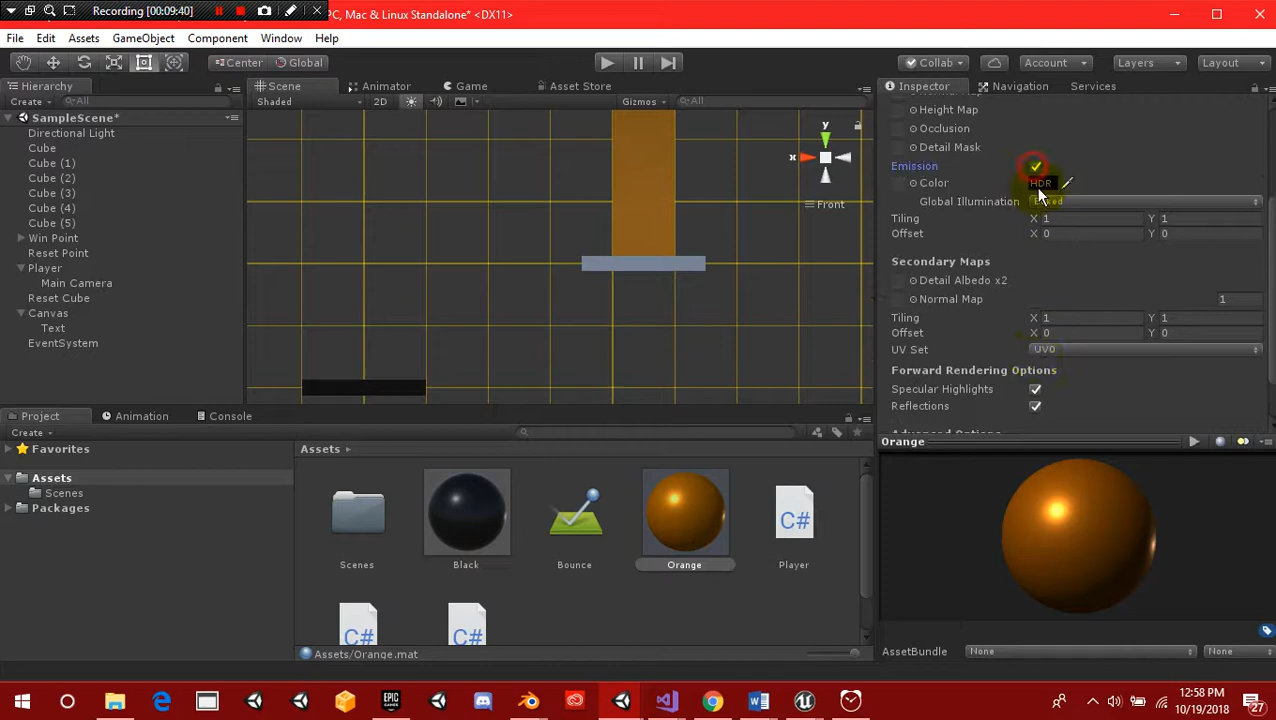 Recording [00:09:40]
PC, Mac & Linux Standalone* <DX11>
File Edit Assets GameObject Component Window Help
Center Global Collab Account Layers Layout
Hierarchy Scene Animator Game Asset Store Inspector Navigation Services
Create All Shaded 2D Gizmos All
SampleScene*
Directional Light
Cube
Cube (1)
Cube (2)
Cube (3)
Cube (4)
Cube (5)
Win Point
Reset Point
Player
Main Camera
Reset Cube
Canvas
Text
EventSystem
y
x
Front
Height Map
Occlusion
Detail Mask
Emission
Color HDR
Global Illumination
Tiling X 1 Y 1
Offset X 0 Y 0
Secondary Maps
Detail Albedo x2
Normal Map 1
Tiling X 1 Y 1
Offset X 0 Y 0
UV Set UV0
Forward Rendering Options
Specular Highlights
Reflections
Project Animation Console
Create
Favorites
Assets
Scenes
Packages
Assets
Scenes Black Bounce Orange Player
C#
C# C#
Assets/Orange.mat
Orange
AssetBundle None None
EPIC GAMES
12:58 PM
10/19/2018
27